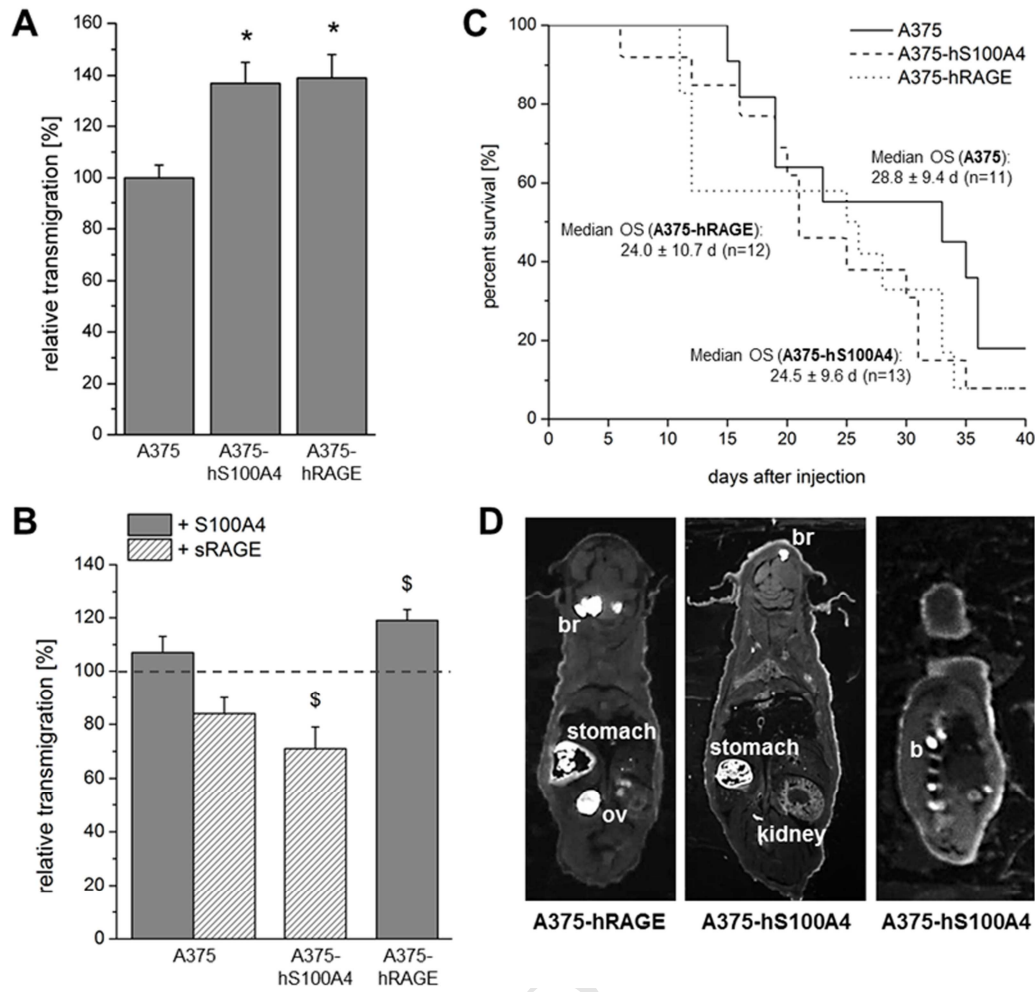 A
relative transmigration [%]
160
140
120
100
80
60
40
20
0
*
*
A375
A375-
hS100A4
A375-
hRAGE
B
+ S100A4
+ sRAGE
relative transmigration [%]
140
120
100
80
60
40
20
0
$
$
A375
A375-
hS100A4
A375-
hRAGE
C
percent survival [%]
100
80
60
40
20
0
A375
A375-hS100A4
A375-hRAGE
Median OS (A375):
28.8 ± 9.4 d (n=11)
Median OS (A375-hRAGE):
24.0 ± 10.7 d (n=12)
Median OS (A375-hS100A4):
24.5 ± 9.6 d (n=13)
0 5 10 15 20 25 30 35 40
days after injection
D
br
stomach
ov
A375-hRAGE
br
stomach
kidney
A375-hS100A4
b
A375-hS100A4